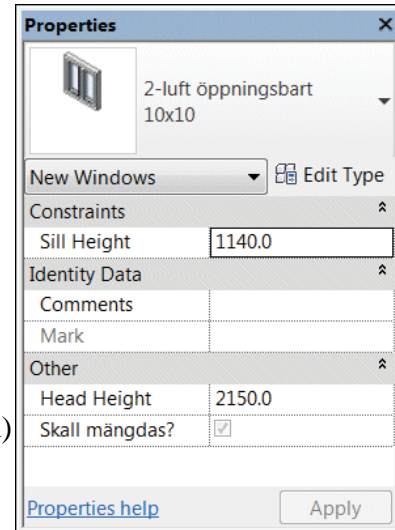 Properties
2-luft öppningsbart
10x10
New Windows Edit Type
Constraints
Sill Height 1140.0
Identity Data
Comments
Mark
Other
Head Height 2150.0
) Skall mängdas?
Properties help Apply